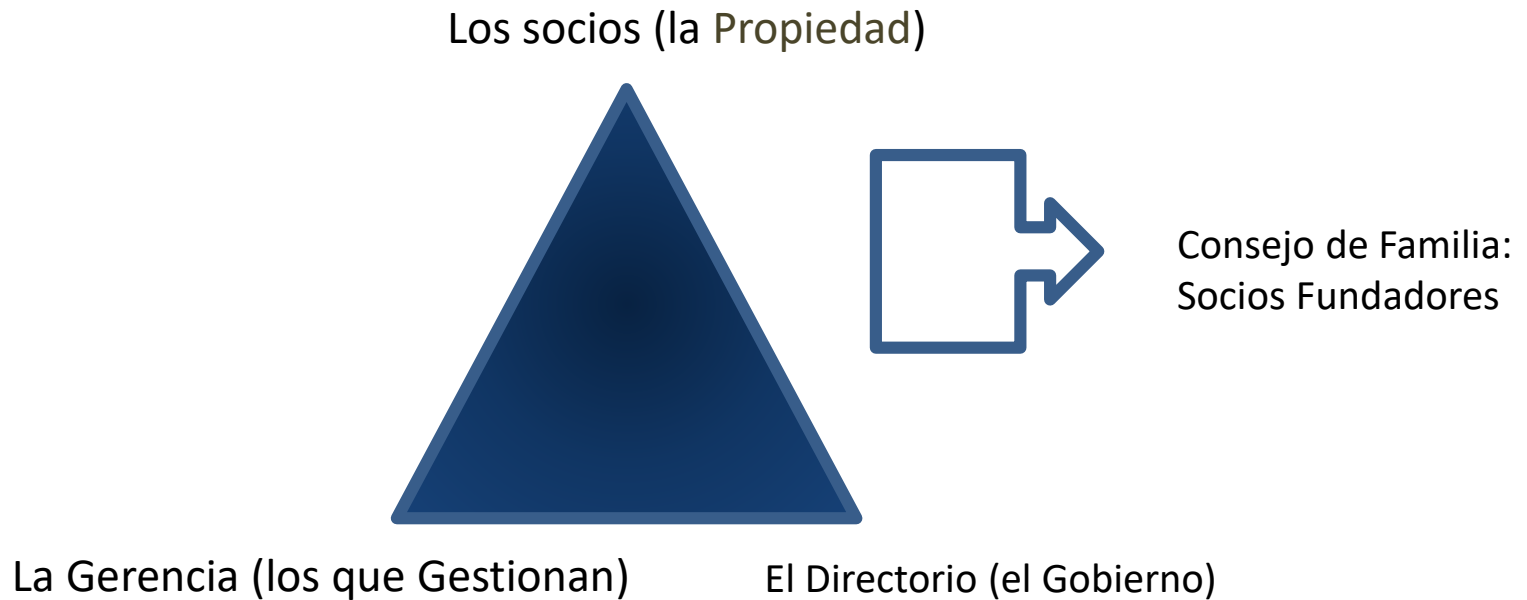 Los socios (la Propiedad)
Consejo de Familia:
Socios Fundadores
La Gerencia (los que Gestionan)
El Directorio (el Gobierno)